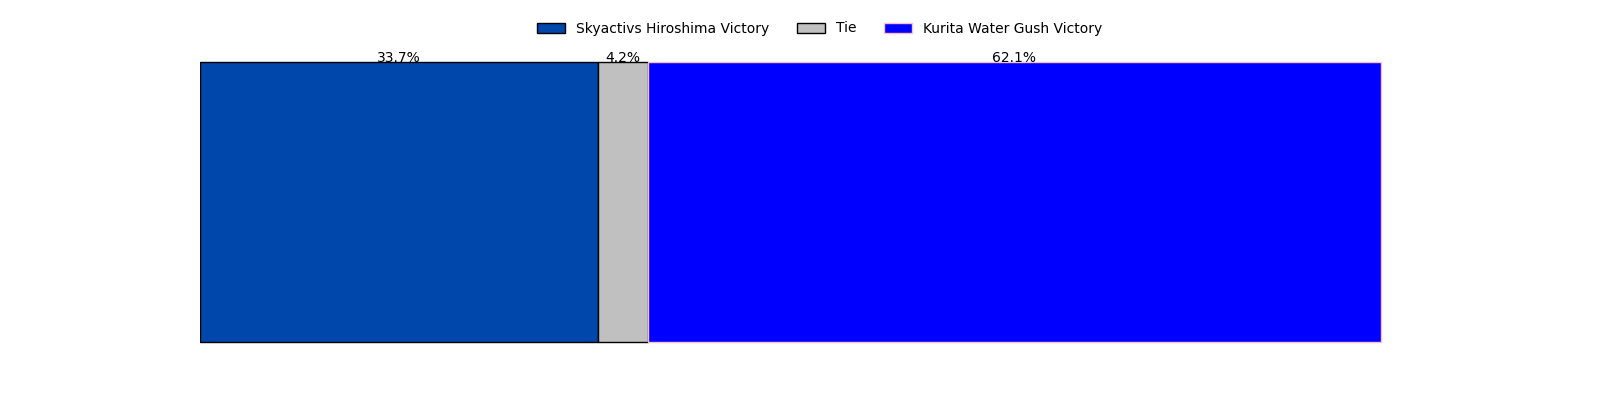 Skyactivs Hiroshima Victory Tie Kurita Water Gush Victory
33.7% 4.2% 62.1%